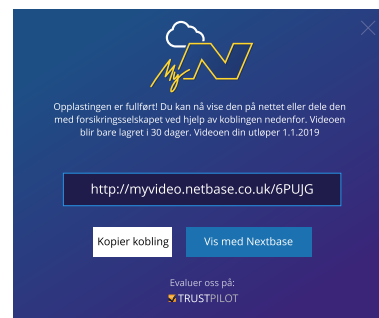 My N
Opplastingen er fullført! Du kan nå vise den på nettet eller dele den
med forsikringsselskapet ved hjelp av koblingen nedenfor. Videoen
blir bare lagret i 30 dager. Videoen din utløper 1.1.2019
http://myvideo.netbase.co.uk/6PUJG
Kopier kobling
Vis med Nextbase
Evaluer oss på:
TRUSTPILOT